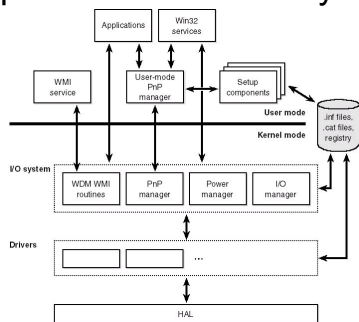 Applications
Win32
services
WMI
service
User-mode
PnP
manager
Setup
components
User mode
Kernel mode
.inf files,
.cat files,
registry
I/O system
WDM WMI
routines
PnP
manager
Power
manager
I/O
manager
Drivers
...
HAL